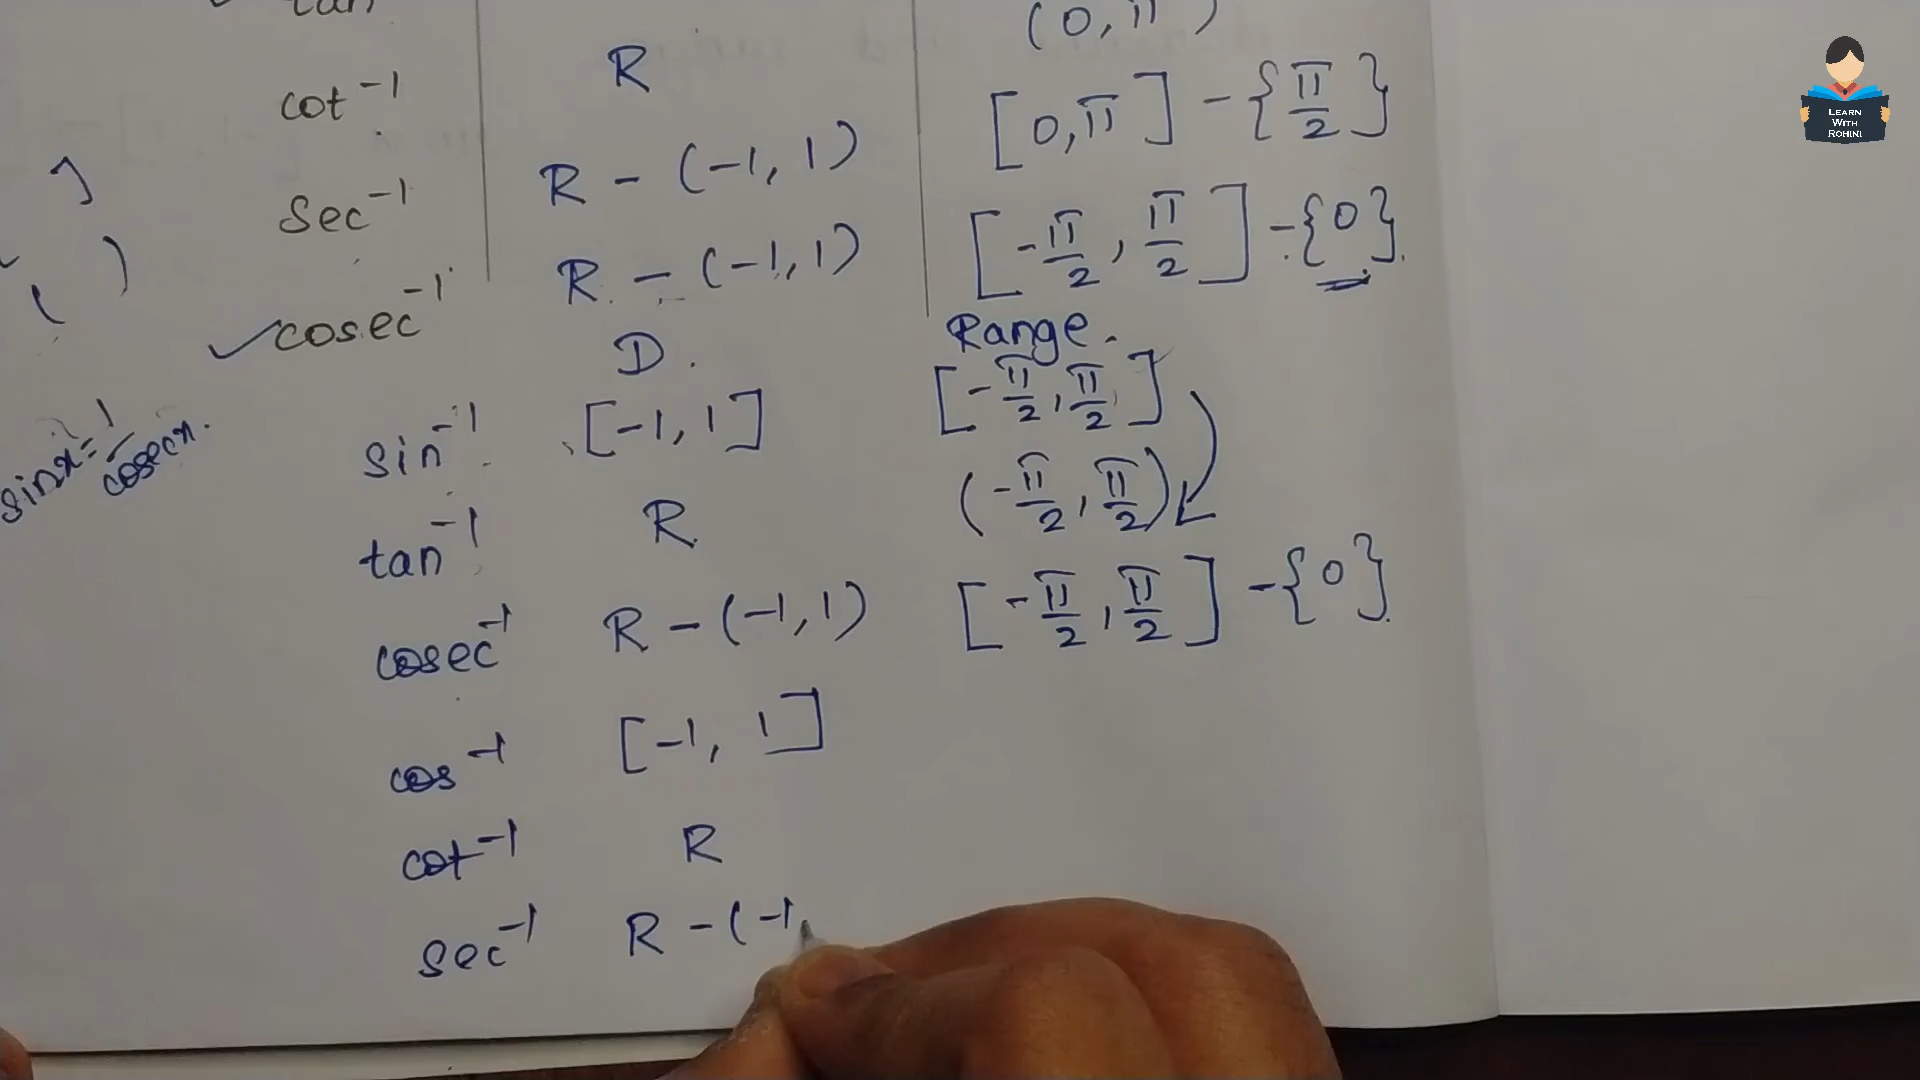 tan
cot⁻¹ R (0, π)
sec⁻¹ R - (-1, 1) [0, π] - {π/2}
cosec⁻¹ R - (-1, 1) [-π/2, π/2] - {0}.
D. Range.
sin⁻¹ [-1, 1] [-π/2, π/2]
tan⁻¹ R (-π/2, π/2)
cosec⁻¹ R - (-1, 1) [-π/2, π/2] - {0}.
cos⁻¹ [-1, 1]
cot⁻¹ R
sec⁻¹ R - (-1,
sinx = 1/cosecx.
LEARN
WITH
ROHINI